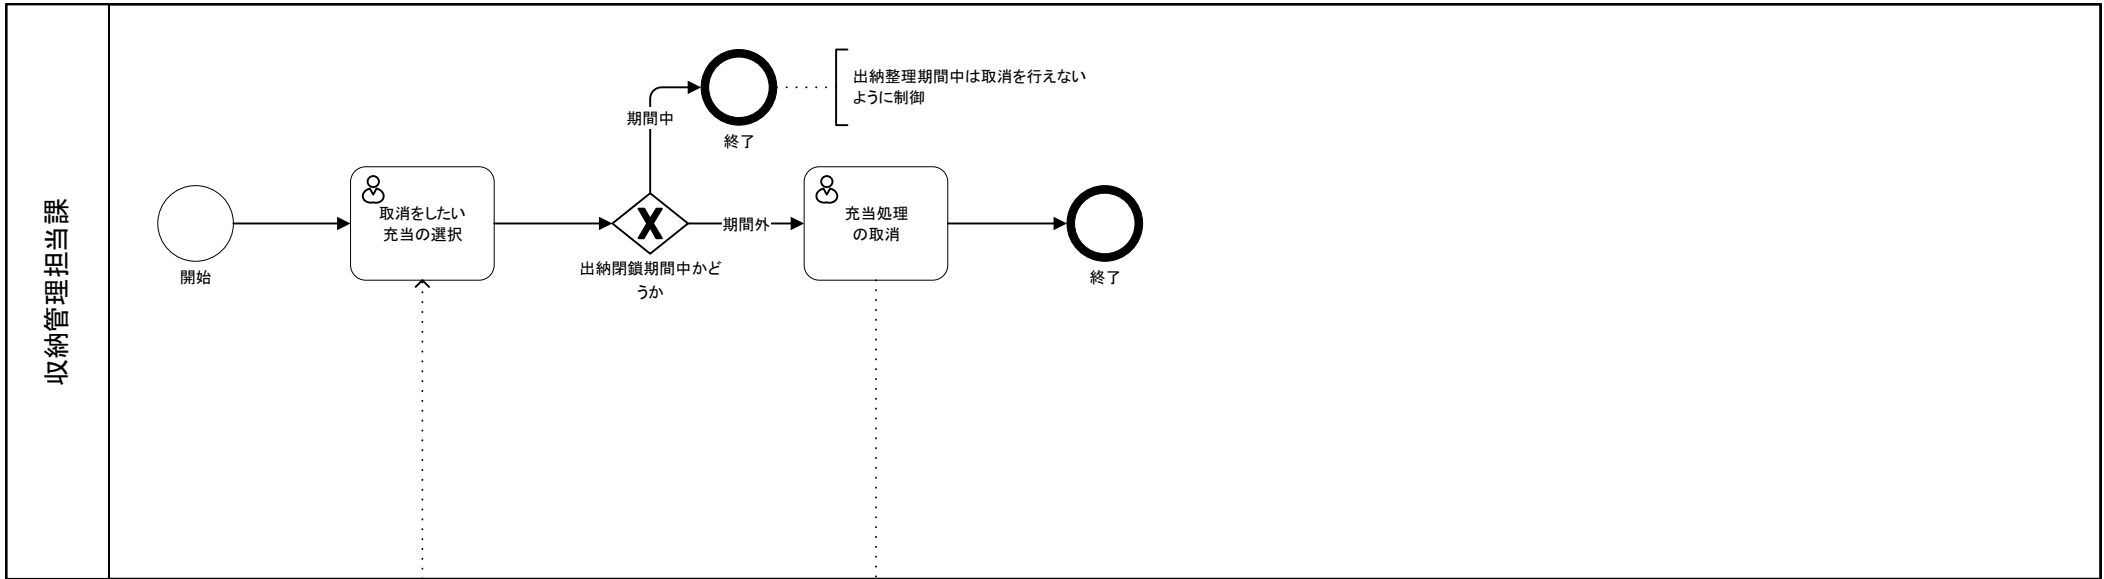 収納管理担当課
出納整理期間中は取消を行えない
ように制御
期間中
終了
取消をしたい
充当の選択
期間外
充当処理
の取消
開始
出納閉鎖期間中かど
うか
終了